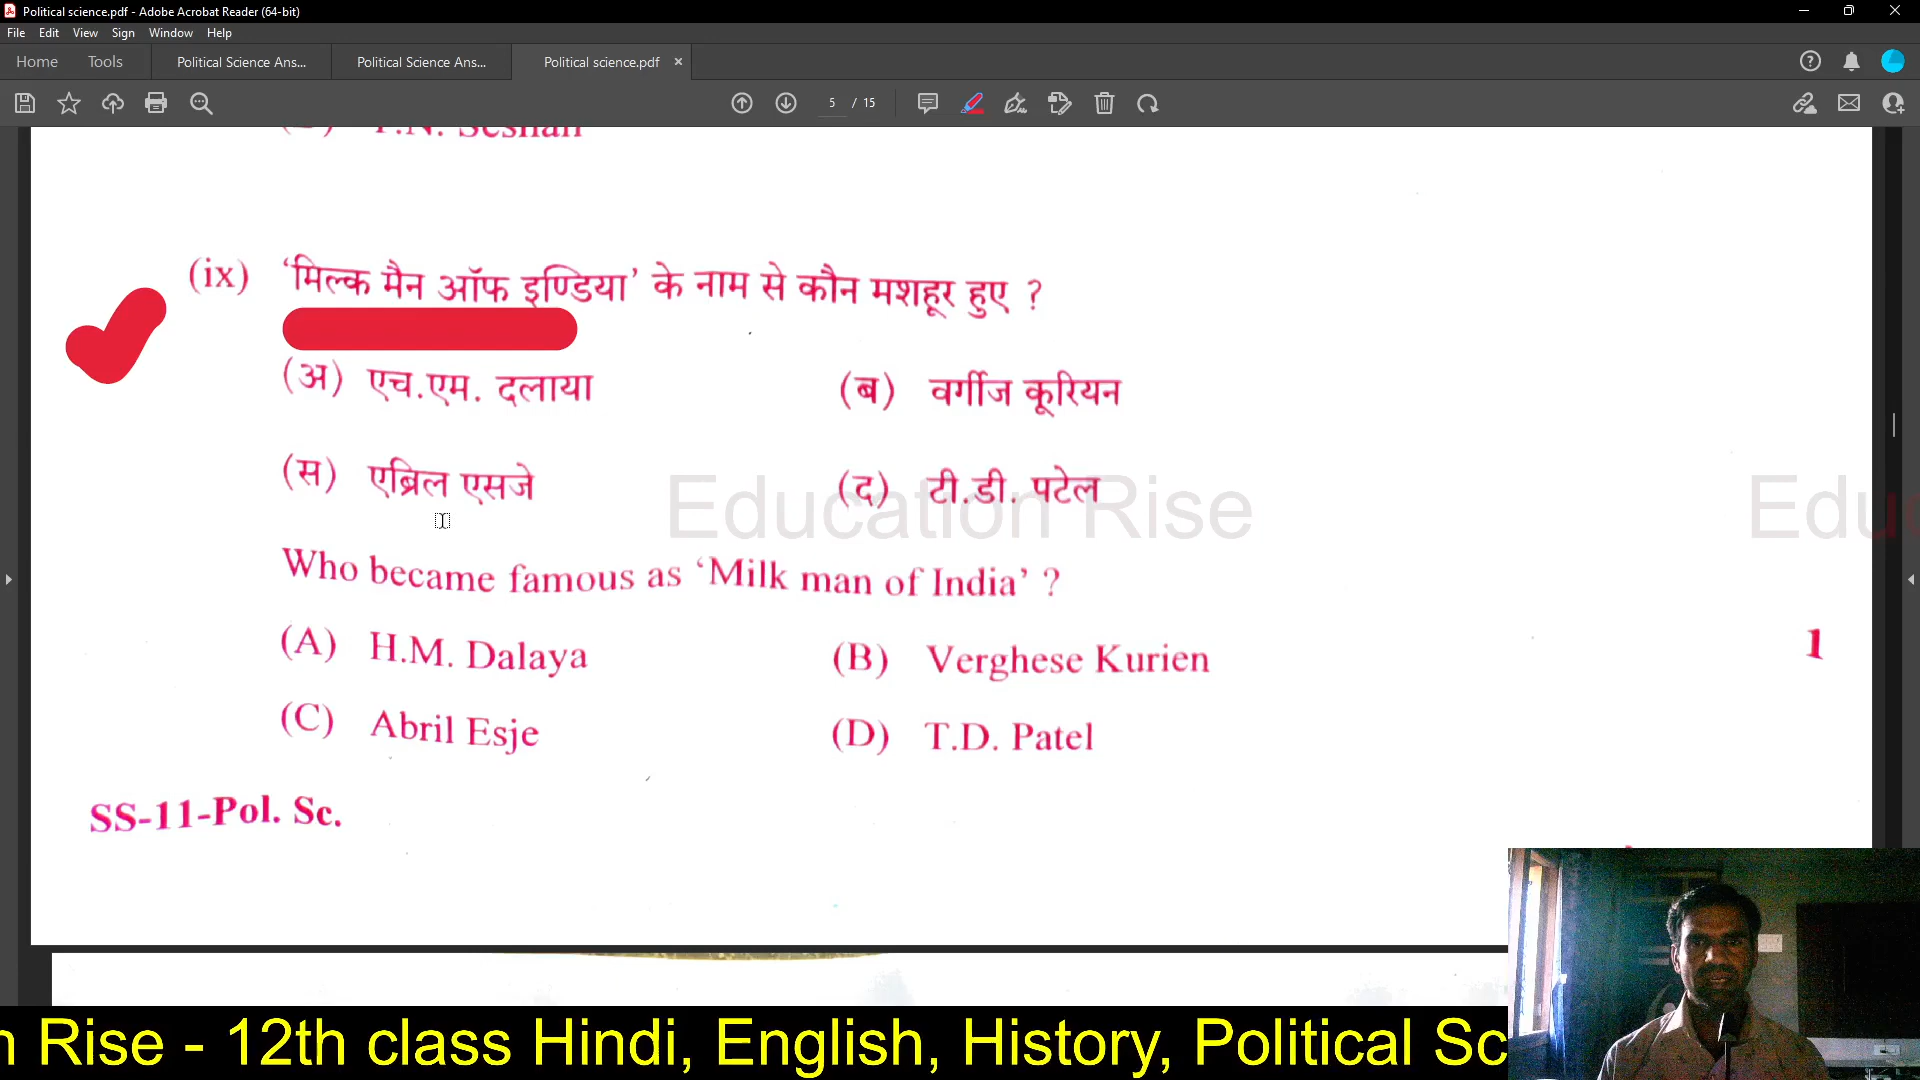 Political science.pdf - Adobe Acrobat Reader (64-bit)
File Edit View Sign Window Help
Home Tools Political Science Ans... Political Science Ans... Political science.pdf ×
5 / 15
T.N. Seshan
(ix) 'मिल्क मैन ऑफ इण्डिया' के नाम से कौन मशहूर हुए ?
(अ) एच.एम. दलाया (ब) वर्गीज कूरियन
(स) एब्रिल एसजे (द) टी.डी. पटेल
Education Rise Educ
Who became famous as 'Milk man of India' ?
1
(A) H.M. Dalaya (B) Verghese Kurien
(C) Abril Esje (D) T.D. Patel
SS-11-Pol. Sc.
n Rise - 12th class Hindi, English, History, Political Sc